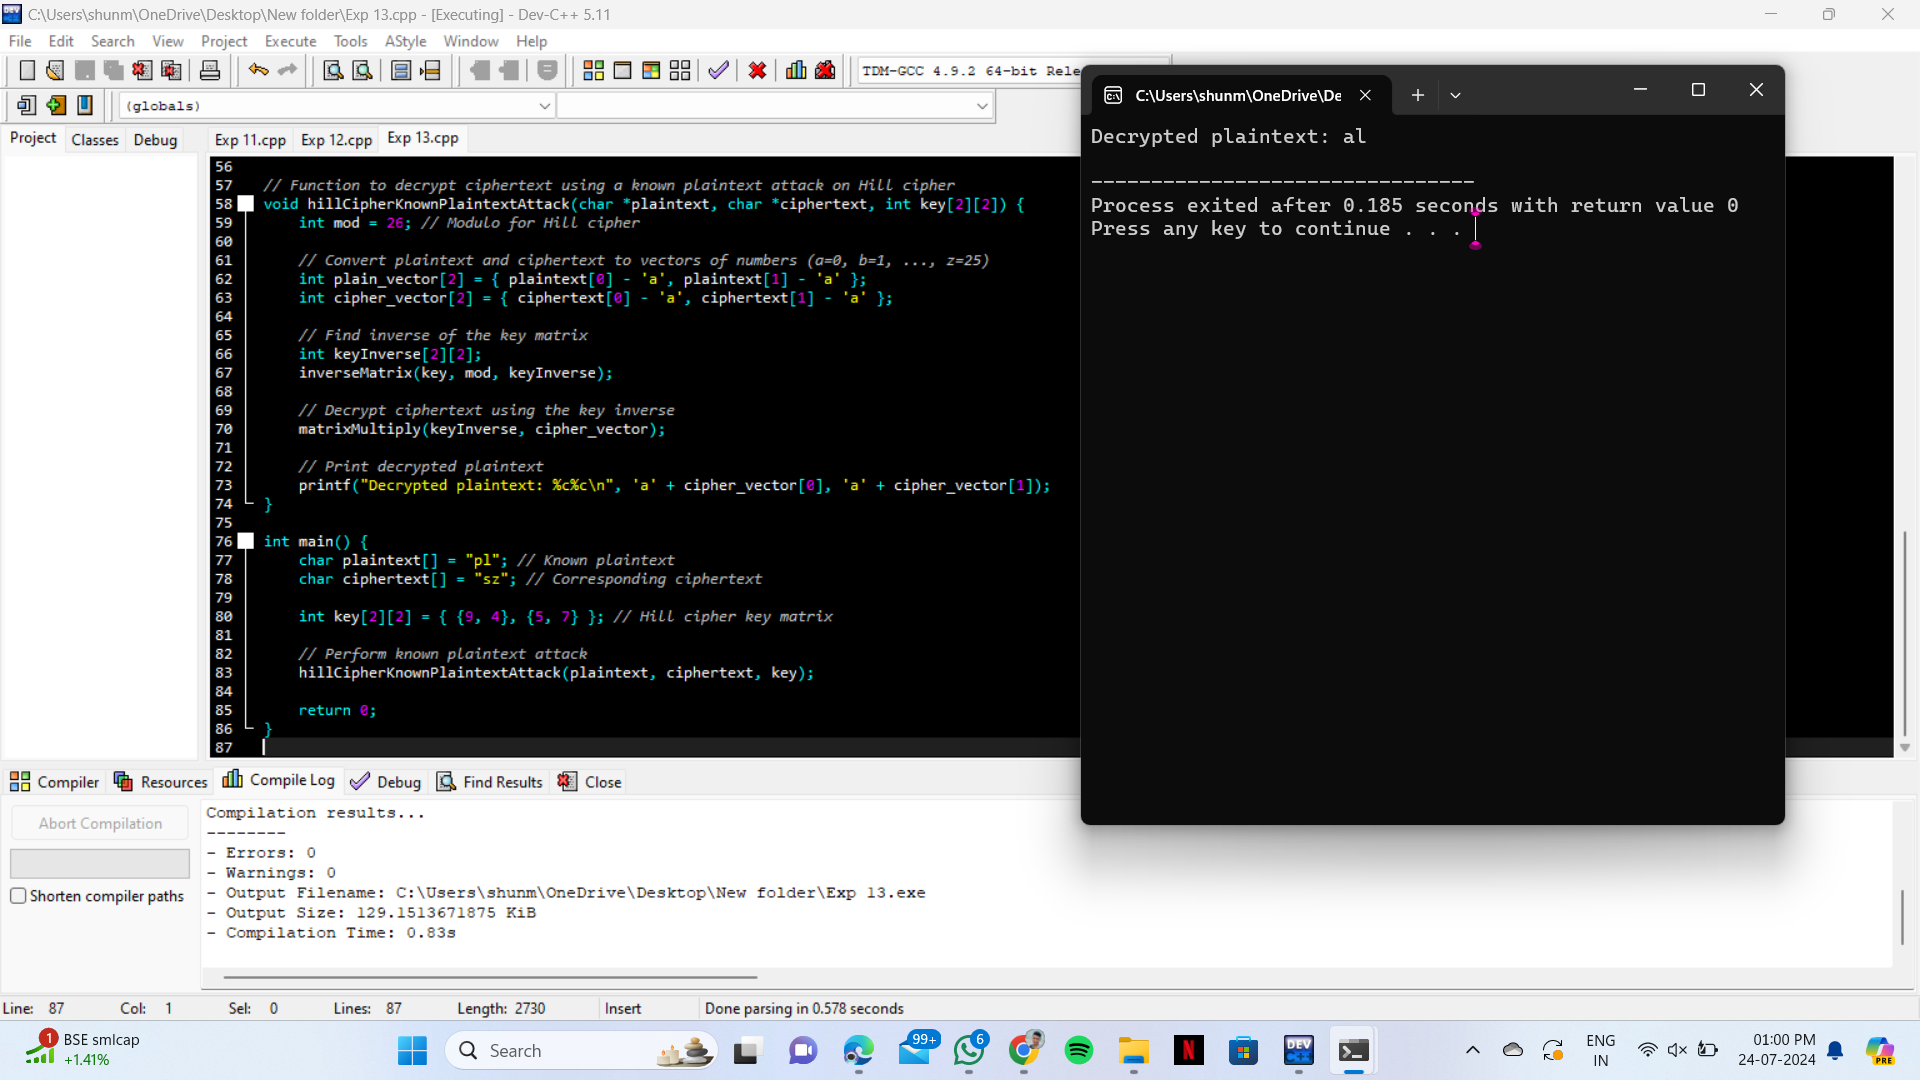 C:\Users\shunm\OneDrive\Desktop\New folder\Exp 13.cpp - [Executing] - Dev-C++ 5.11
File Edit Search View Project Execute Tools AStyle Window Help
TDM-GCC 4.9.2 64-bit Rele
(globals)
Project Classes Debug
Exp 11.cpp Exp 12.cpp Exp 13.cpp
56
57 // Function to decrypt ciphertext using a known plaintext attack on Hill cipher
58 void hillCipherKnownPlaintextAttack(char *plaintext, char *ciphertext, int key[2][2]) {
59 int mod = 26; // Modulo for Hill cipher
60
61 // Convert plaintext and ciphertext to vectors of numbers (a=0, b=1, ..., z=25)
62 int plain_vector[2] = { plaintext[0] - 'a', plaintext[1] - 'a' };
63 int cipher_vector[2] = { ciphertext[0] - 'a', ciphertext[1] - 'a' };
64
65 // Find inverse of the key matrix
66 int keyInverse[2][2];
67 inverseMatrix(key, mod, keyInverse);
68
69 // Decrypt ciphertext using the key inverse
70 matrixMultiply(keyInverse, cipher_vector);
71
72 // Print decrypted plaintext
73 printf("Decrypted plaintext: %c%c\n", 'a' + cipher_vector[0], 'a' + cipher_vector[1]);
74 }
75
76 int main() {
77 char plaintext[] = "pl"; // Known plaintext
78 char ciphertext[] = "sz"; // Corresponding ciphertext
79
80 int key[2][2] = { {9, 4}, {5, 7} }; // Hill cipher key matrix
81
82 // Perform known plaintext attack
83 hillCipherKnownPlaintextAttack(plaintext, ciphertext, key);
84
85 return 0;
86 }
87
C:\Users\shunm\OneDrive\De
Decrypted plaintext: al
--------------------------------
Process exited after 0.185 seconds with return value 0
Press any key to continue . . .
Compiler Resources Compile Log Debug Find Results Close
Abort Compilation
Shorten compiler paths
Compilation results...
--------
- Errors: 0
- Warnings: 0
- Output Filename: C:\Users\shunm\OneDrive\Desktop\New folder\Exp 13.exe
- Output Size: 129.1513671875 KiB
- Compilation Time: 0.83s
Line: 87 Col: 1 Sel: 0 Lines: 87 Length: 2730 Insert Done parsing in 0.578 seconds
1
BSE smlcap
+1.41%
Search
99+
6
N
DEV
C++
ENG
IN
01:00 PM
24-07-2024
PRE